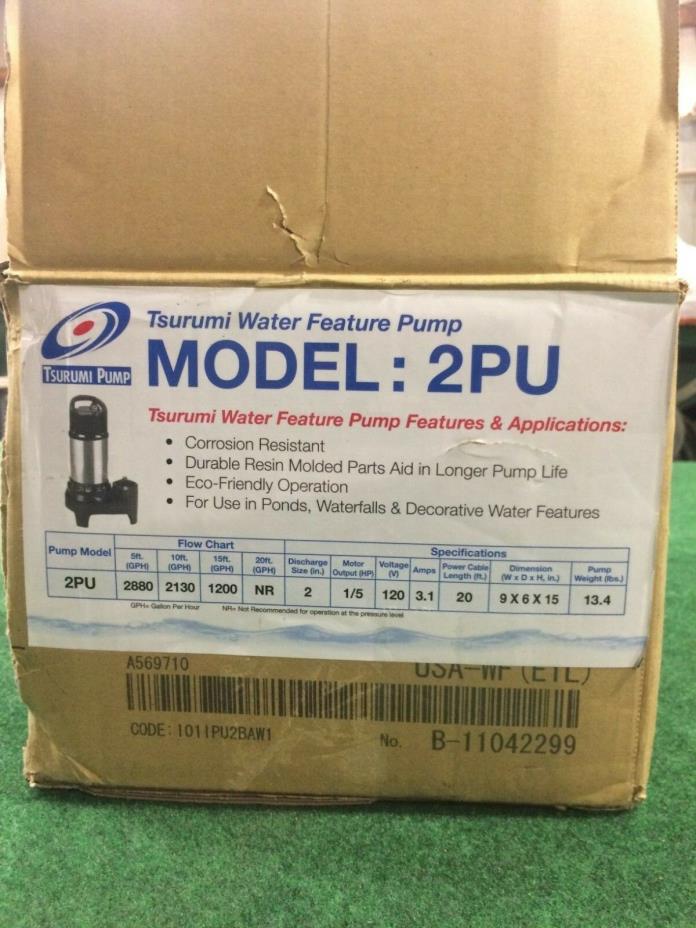 Tsurumi Water Feature Pump
TSURUMI PUMP
MODEL: 2PU
Tsurumi Water Feature Pump Features & Applications:
• Corrosion Resistant
• Durable Resin Molded Parts Aid in Longer Pump Life
• Eco-Friendly Operation
• For Use in Ponds, Waterfalls & Decorative Water Features
Pump Model Flow Chart Specifications
5ft. (GPH) 10ft. (GPH) 15ft. (GPH) 20ft. (GPH) Discharge Size (in.) Motor Output (HP) Voltage (V) Amps Power Cable Length (ft.) Dimension (W x D x H, in.) Pump Weight (lbs.)
2PU 2880 2130 1200 NR 2 1/5 120 3.1 20 9 X 6 X 15 13.4
GPH= Gallon Per Hour NR= Not Recommended for operation at the pressure level
A569710 USA-WF (ETL)
CODE: 1011PU2BAW1 No. B-11042299